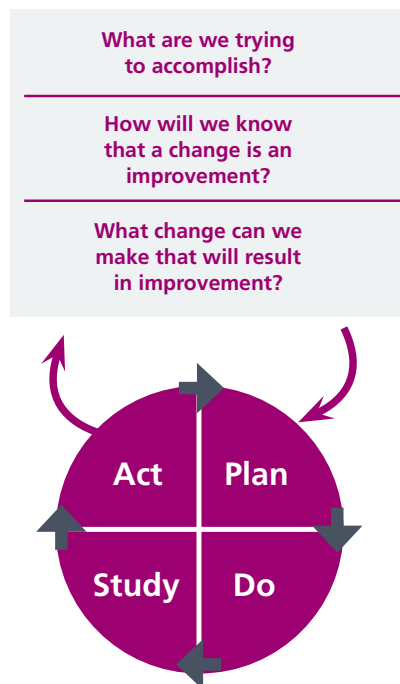 What are we trying
to accomplish?
How will we know
that a change is an
improvement?
What change can we
make that will result
in improvement?
Act
Plan
Study
Do